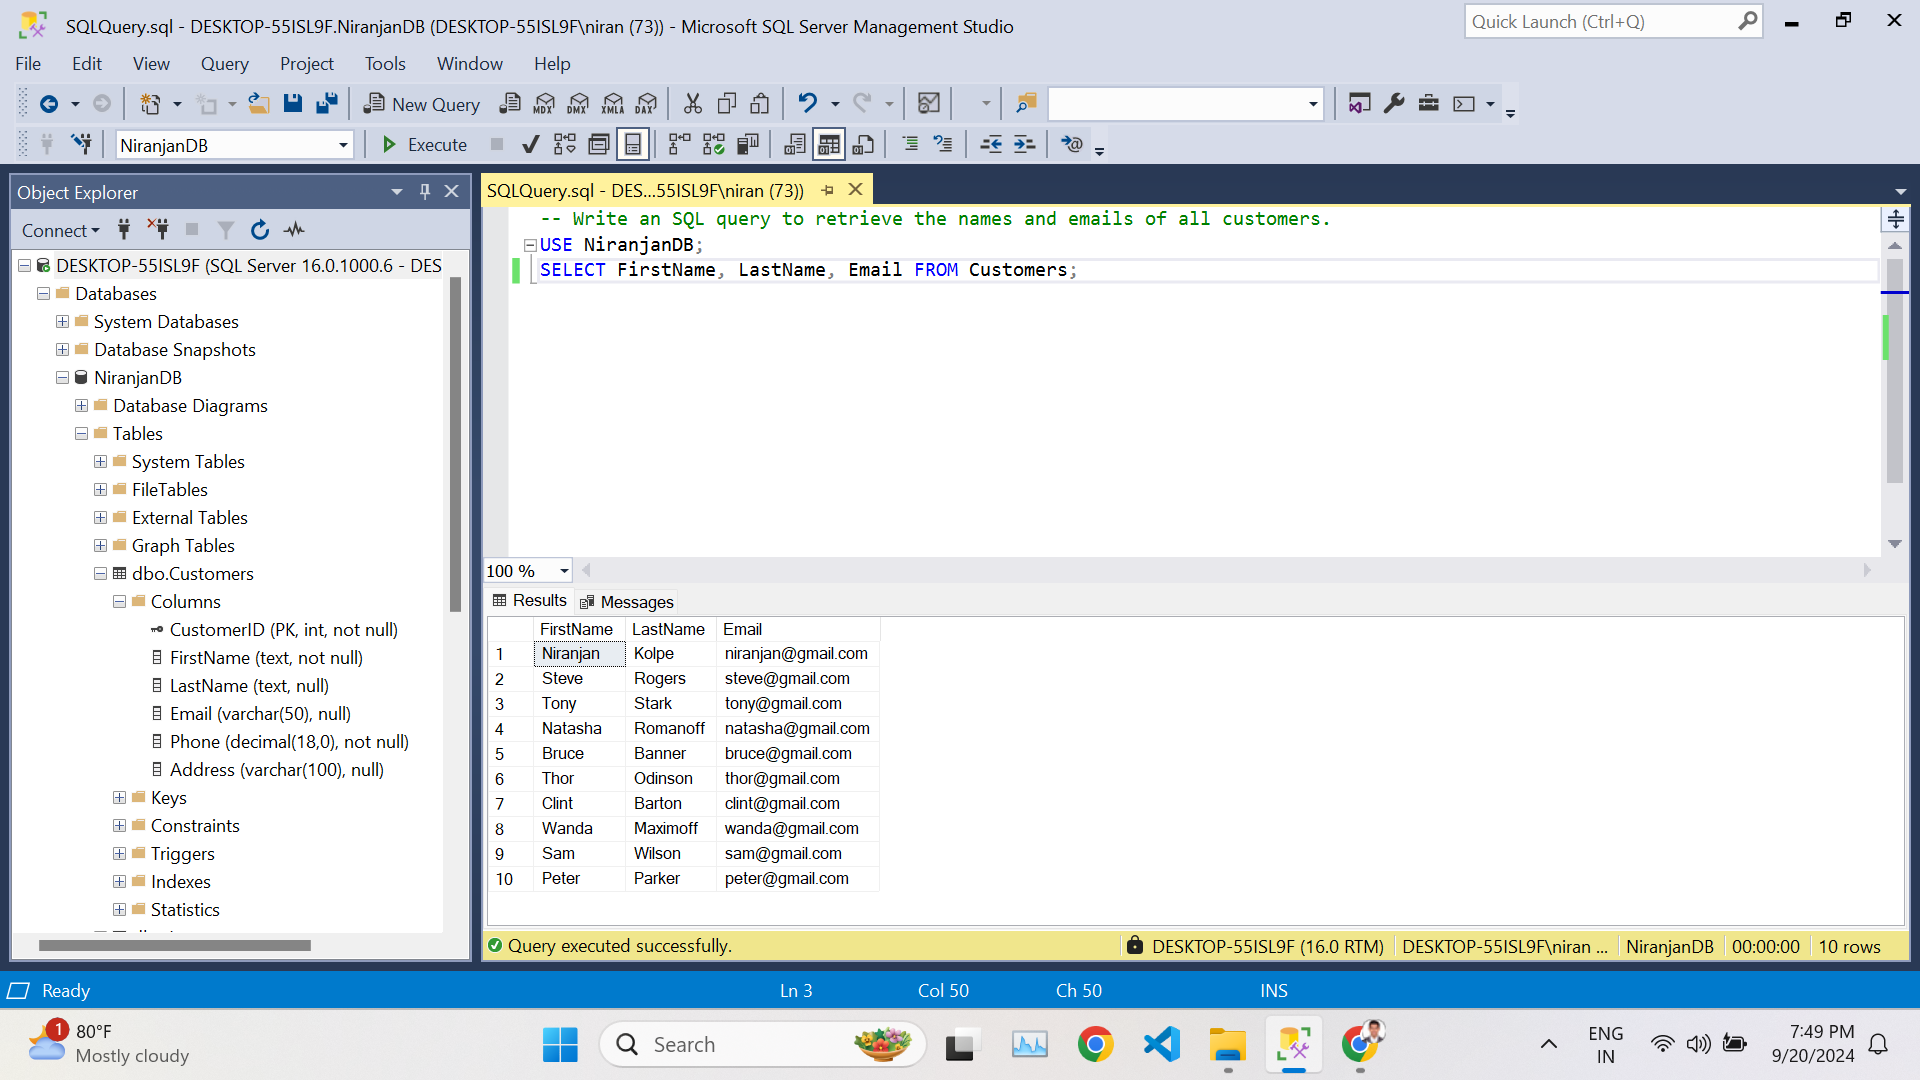 SQLQuery.sql - DESKTOP-55ISL9F.NiranjanDB (DESKTOP-55ISL9F\niran (73)) - Microsoft SQL Server Management Studio
Quick Launch (Ctrl+Q)
File Edit View Query Project Tools Window Help
New Query MDX DMX XMLA DAX
NiranjanDB Execute
Object Explorer
Connect
DESKTOP-55ISL9F (SQL Server 16.0.1000.6 - DES
Databases
System Databases
Database Snapshots
NiranjanDB
Database Diagrams
Tables
System Tables
FileTables
External Tables
Graph Tables
dbo.Customers
Columns
CustomerID (PK, int, not null)
FirstName (text, not null)
LastName (text, null)
Email (varchar(50), null)
Phone (decimal(18,0), not null)
Address (varchar(100), null)
Keys
Constraints
Triggers
Indexes
Statistics
SQLQuery.sql - DES...55ISL9F\niran (73))
-- Write an SQL query to retrieve the names and emails of all customers.
USE NiranjanDB;
SELECT FirstName, LastName, Email FROM Customers;
100 %
Results Messages
FirstName LastName Email
1 Niranjan Kolpe niranjan@gmail.com
2 Steve Rogers steve@gmail.com
3 Tony Stark tony@gmail.com
4 Natasha Romanoff natasha@gmail.com
5 Bruce Banner bruce@gmail.com
6 Thor Odinson thor@gmail.com
7 Clint Barton clint@gmail.com
8 Wanda Maximoff wanda@gmail.com
9 Sam Wilson sam@gmail.com
10 Peter Parker peter@gmail.com
Query executed successfully. DESKTOP-55ISL9F (16.0 RTM) DESKTOP-55ISL9F\niran ... NiranjanDB 00:00:00 10 rows
Ready Ln 3 Col 50 Ch 50 INS
1 80°F
Mostly cloudy
Search
ENG
IN
7:49 PM
9/20/2024